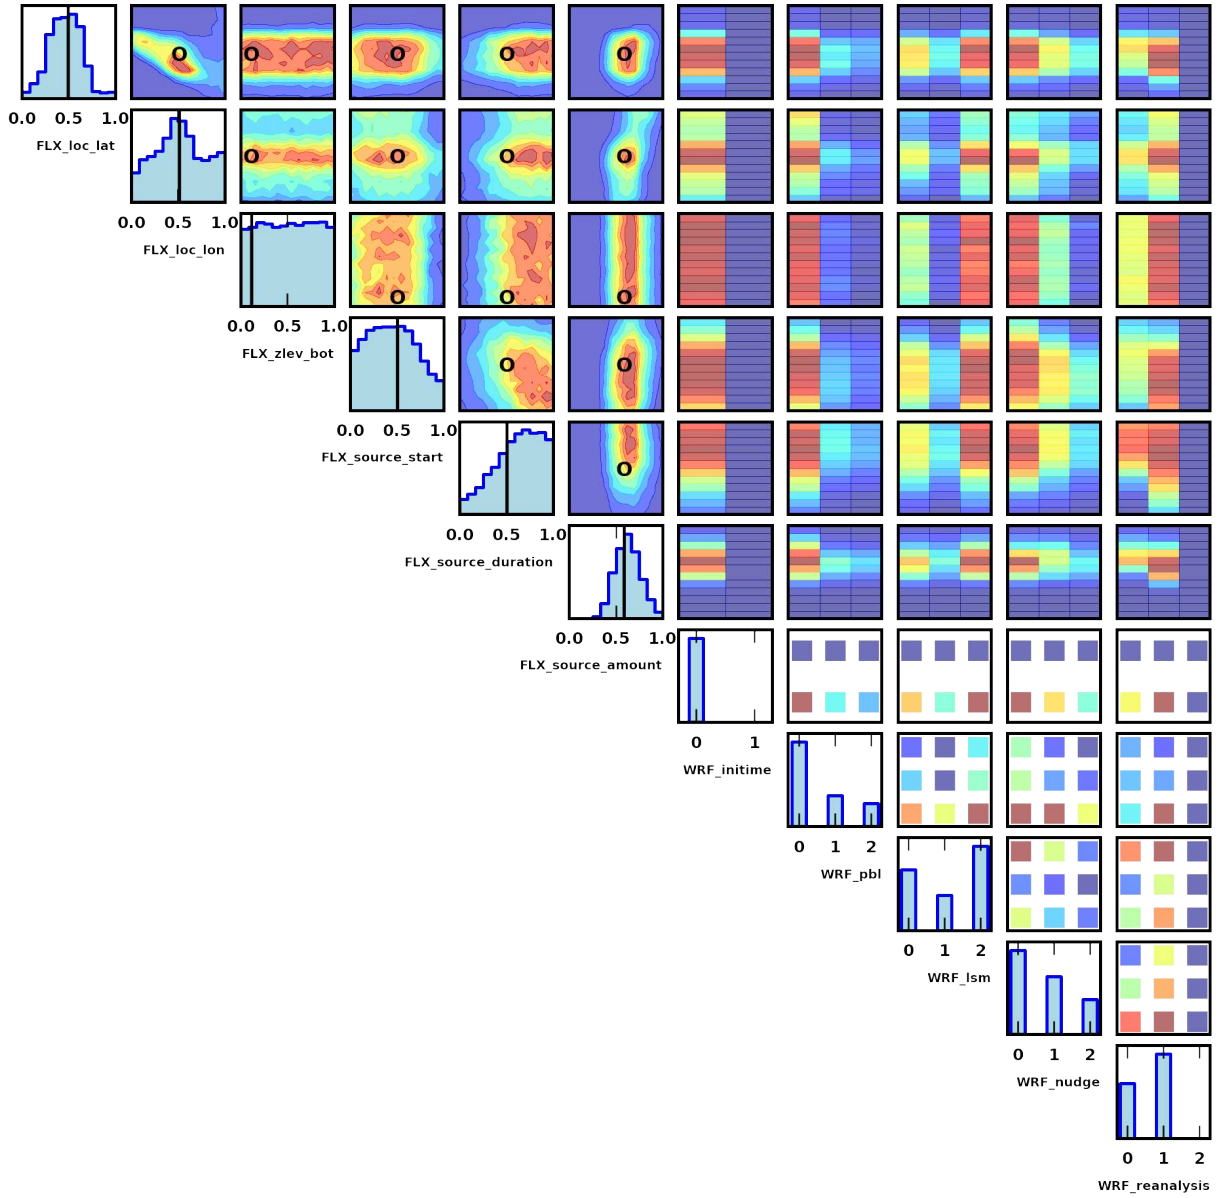 O O O O O
0.0 0.5 1.0
FLX_loc_lat
O O O O
0.0 0.5 1.0
FLX_loc_lon
O O O
0.0 0.5 1.0
FLX_zlev_bot
O O
0.0 0.5 1.0
FLX_source_start
O
0.0 0.5 1.0
FLX_source_duration
0.0 0.5 1.0
FLX_source_amount
0 1
WRF_initime
0 1 2
WRF_pbl
0 1 2
WRF_lsm
0 1 2
WRF_nudge
0 1 2
WRF_reanalysis